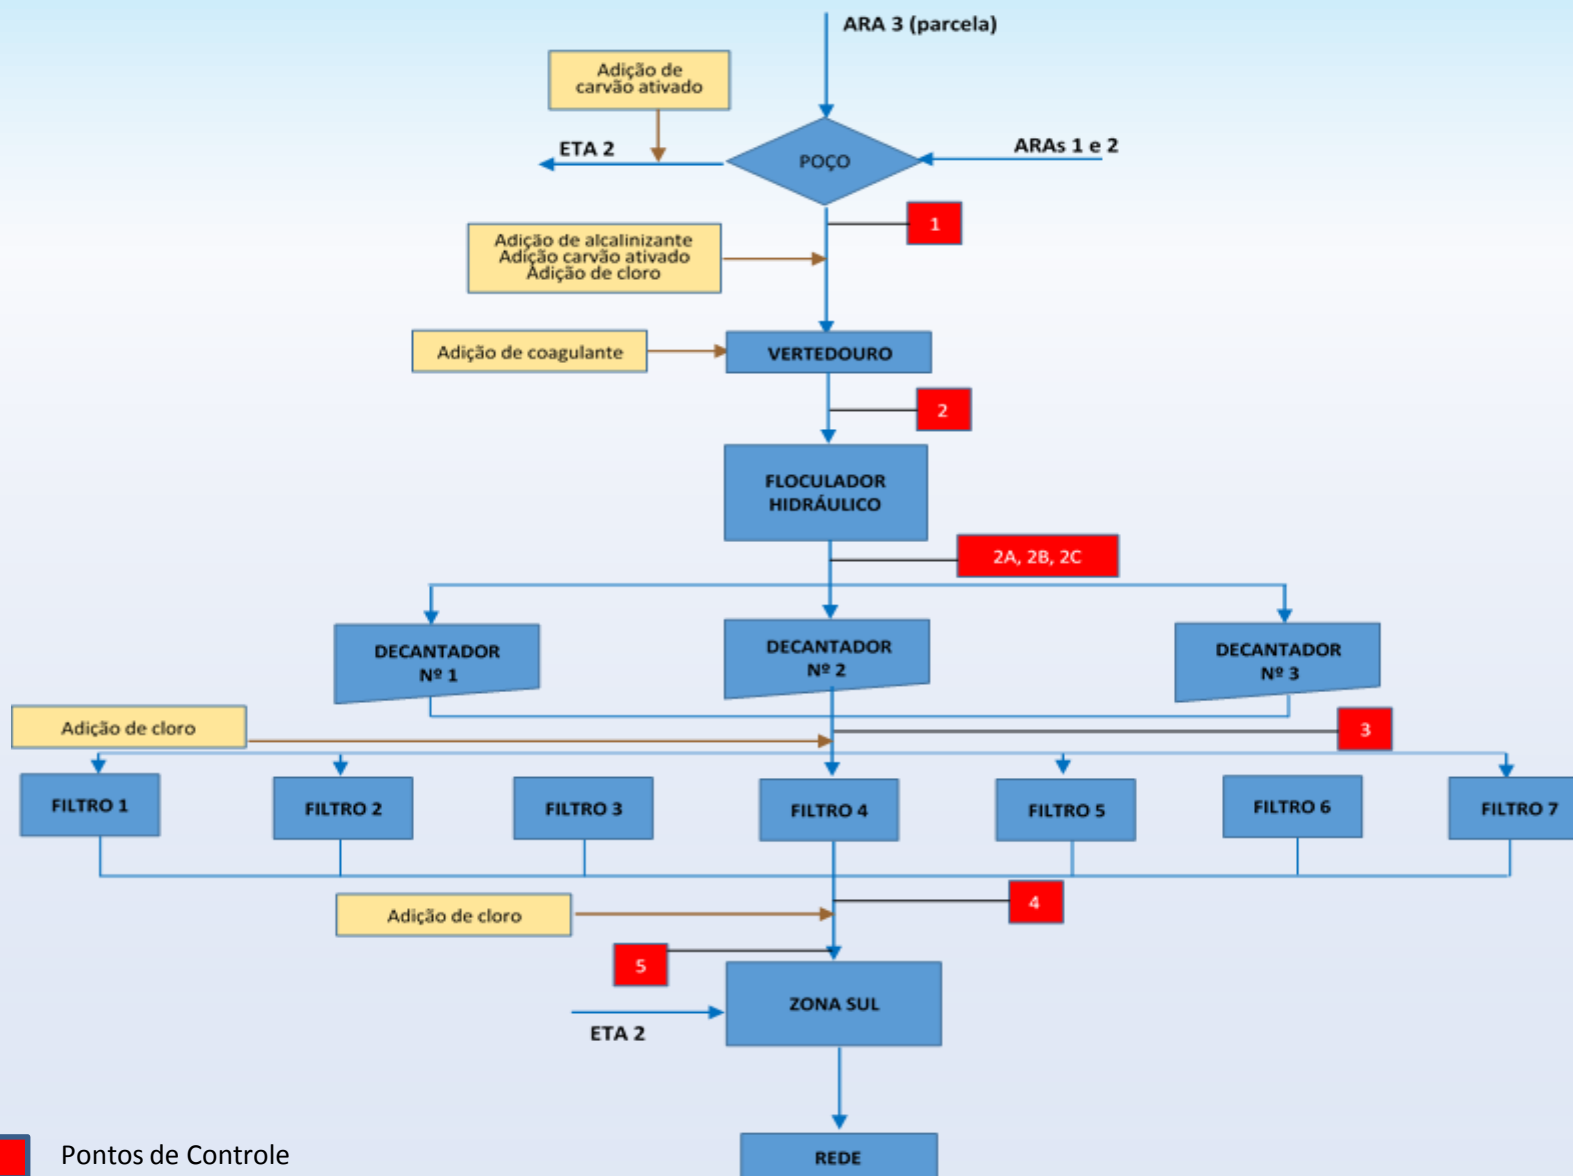 ARA 3 (parcela)
Adição de
carvão ativado
ETA 2
POÇO
ARAs 1 e 2
1
Adição de alcalinizante
Adição carvão ativado
Adição de cloro
Adição de coagulante
VERTEDOURO
2
FLOCULADOR
HIDRÁULICO
2A, 2B, 2C
DECANTADOR
Nº 1
DECANTADOR
Nº 2
DECANTADOR
Nº 3
Adição de cloro
3
FILTRO 1
FILTRO 2
FILTRO 3
FILTRO 4
FILTRO 5
FILTRO 6
FILTRO 7
Adição de cloro
4
5
ZONA SUL
ETA 2
REDE
Pontos de Controle